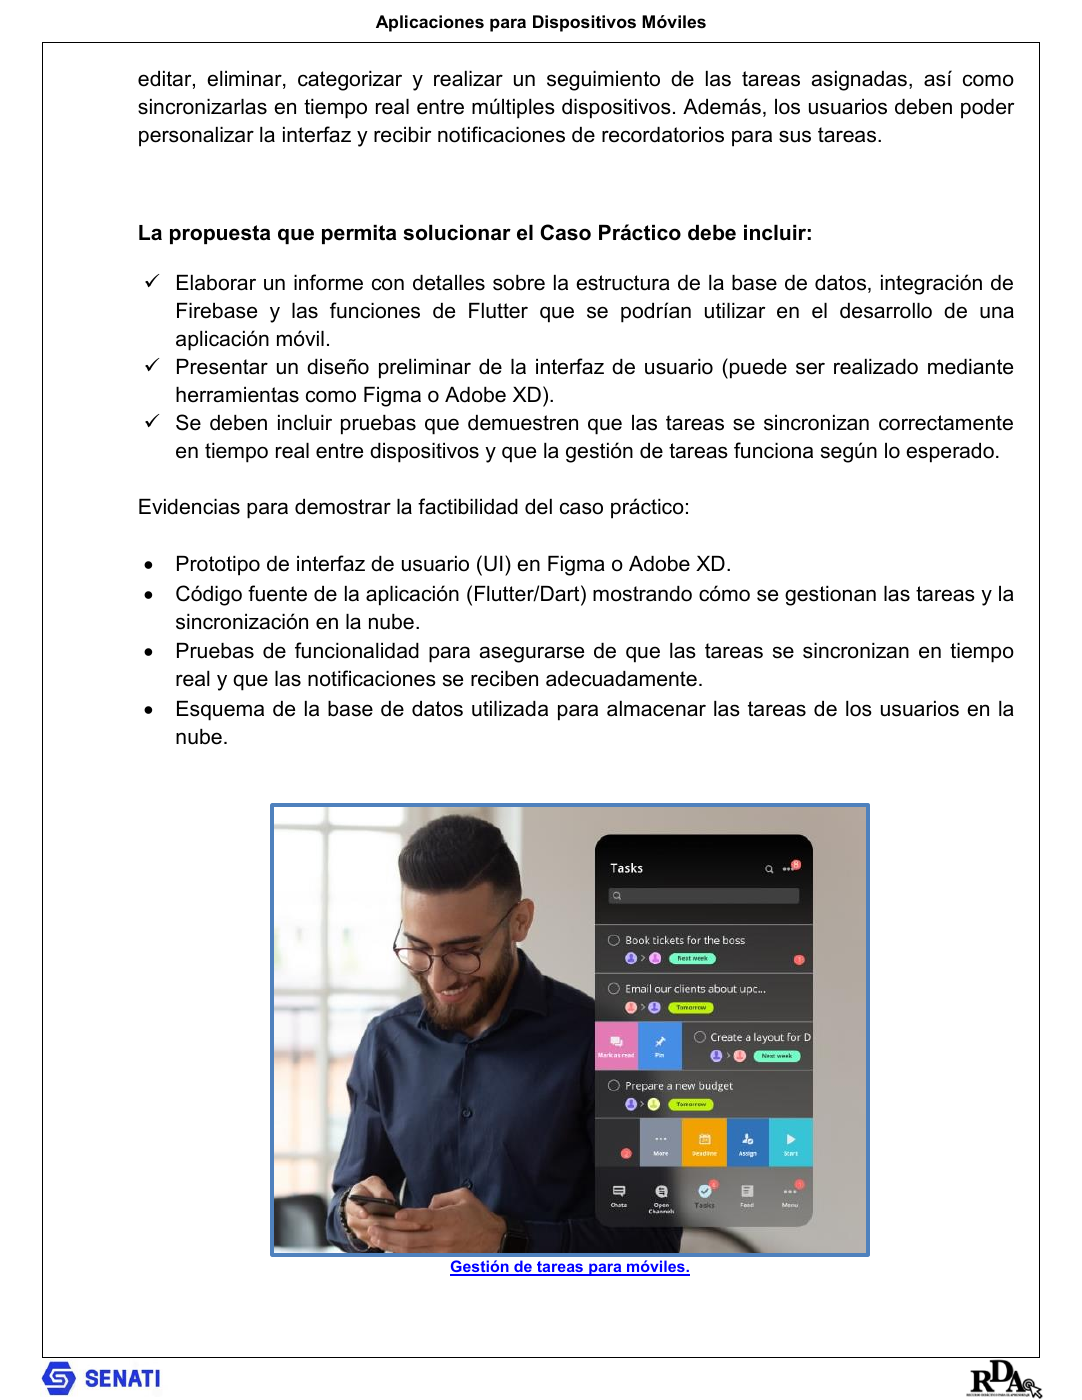 Aplicaciones para Dispositivos Móviles
editar, eliminar, categorizar y realizar un seguimiento de las tareas asignadas, así como
sincronizarlas en tiempo real entre múltiples dispositivos. Además, los usuarios deben poder
personalizar la interfaz y recibir notificaciones de recordatorios para sus tareas.
La propuesta que permita solucionar el Caso Práctico debe incluir:
✓ Elaborar un informe con detalles sobre la estructura de la base de datos, integración de
Firebase y las funciones de Flutter que se podrían utilizar en el desarrollo de una
aplicación móvil.
✓ Presentar un diseño preliminar de la interfaz de usuario (puede ser realizado mediante
herramientas como Figma o Adobe XD).
✓ Se deben incluir pruebas que demuestren que las tareas se sincronizan correctamente
en tiempo real entre dispositivos y que la gestión de tareas funciona según lo esperado.
Evidencias para demostrar la factibilidad del caso práctico:
• Prototipo de interfaz de usuario (UI) en Figma o Adobe XD.
• Código fuente de la aplicación (Flutter/Dart) mostrando cómo se gestionan las tareas y la
sincronización en la nube.
• Pruebas de funcionalidad para asegurarse de que las tareas se sincronizan en tiempo
real y que las notificaciones se reciben adecuadamente.
• Esquema de la base de datos utilizada para almacenar las tareas de los usuarios en la
nube.
Tasks
Book tickets for the boss
Next week
Email our clients about upc...
Tomorrow
Mark as read
Pin
Create a layout for D
Next week
Prepare a new budget
Tomorrow
More
Deadline
Assign
Start
Chats
Open Channels
Tasks
Feed
Menu
Gestión de tareas para móviles.
SENATI
RDA